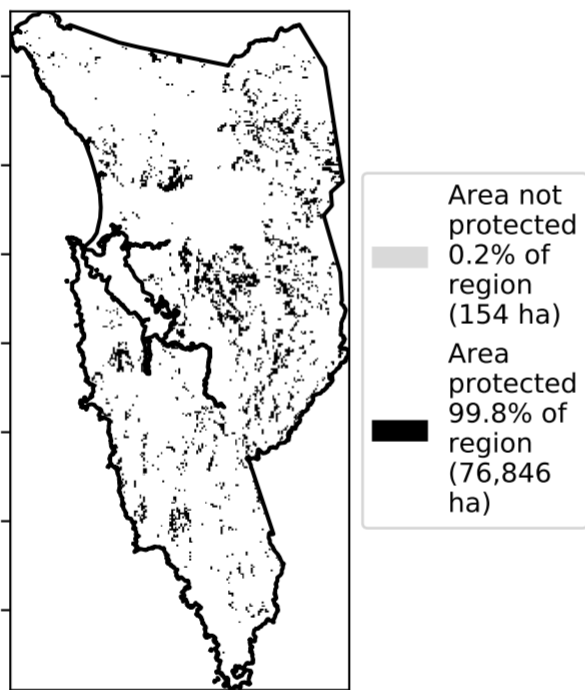 Area not
protected
0.2% of
region
(154 ha)
Area
protected
99.8% of
region
(76,846
ha)